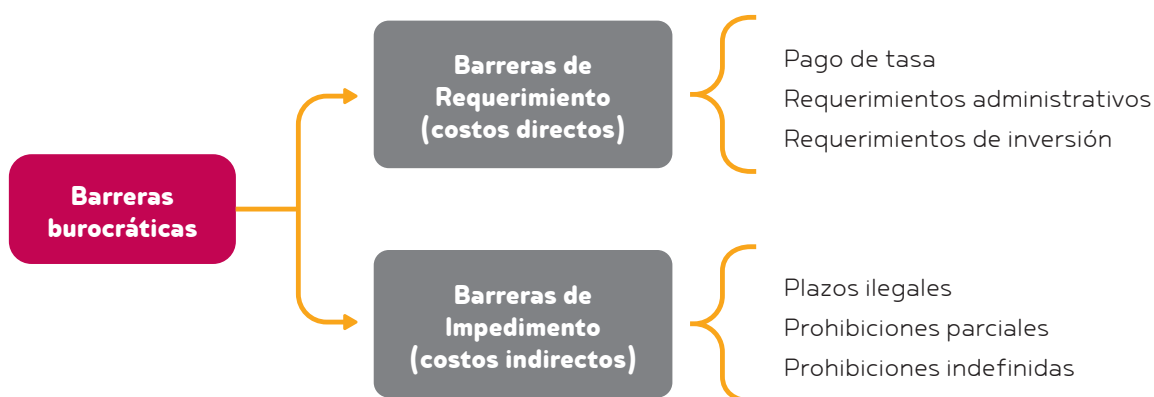 Barreras
burocráticas
Barreras de
Requerimiento
(costos directos)
Pago de tasa
Requerimientos administrativos
Requerimientos de inversión
Barreras de
Impedimento
(costos indirectos)
Plazos ilegales
Prohibiciones parciales
Prohibiciones indefinidas